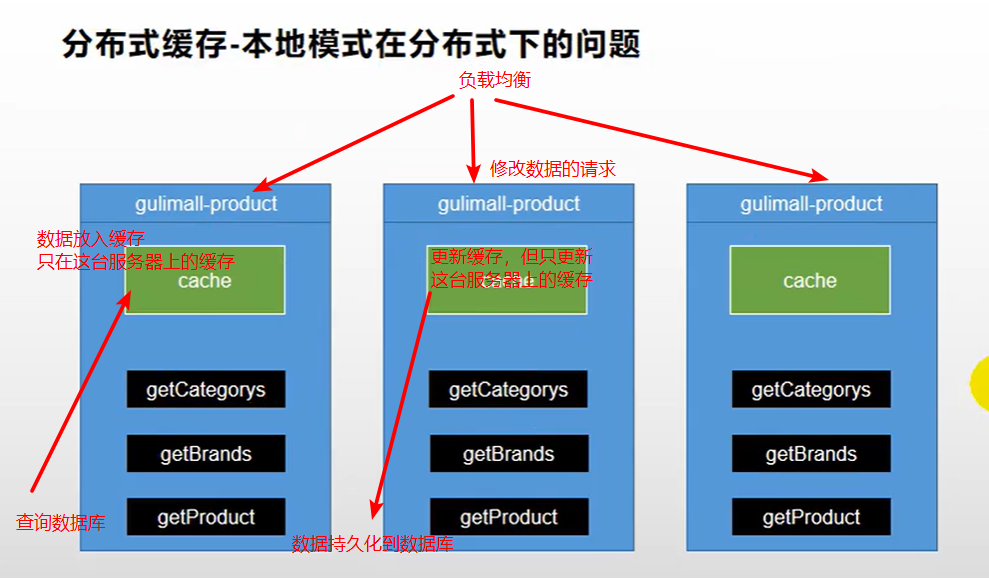 分布式缓存-本地模式在分布式下的问题
负载均衡
修改数据的请求
gulimall-product
数据放入缓存
只在这台服务器上的缓存
cache
getCategorys
getBrands
getProduct
查询数据库
gulimall-product
更新缓存，但只更新
这台服务器上的缓存
cache
getCategorys
getBrands
getProduct
数据持久化到数据库
gulimall-product
cache
getCategorys
getBrands
getProduct